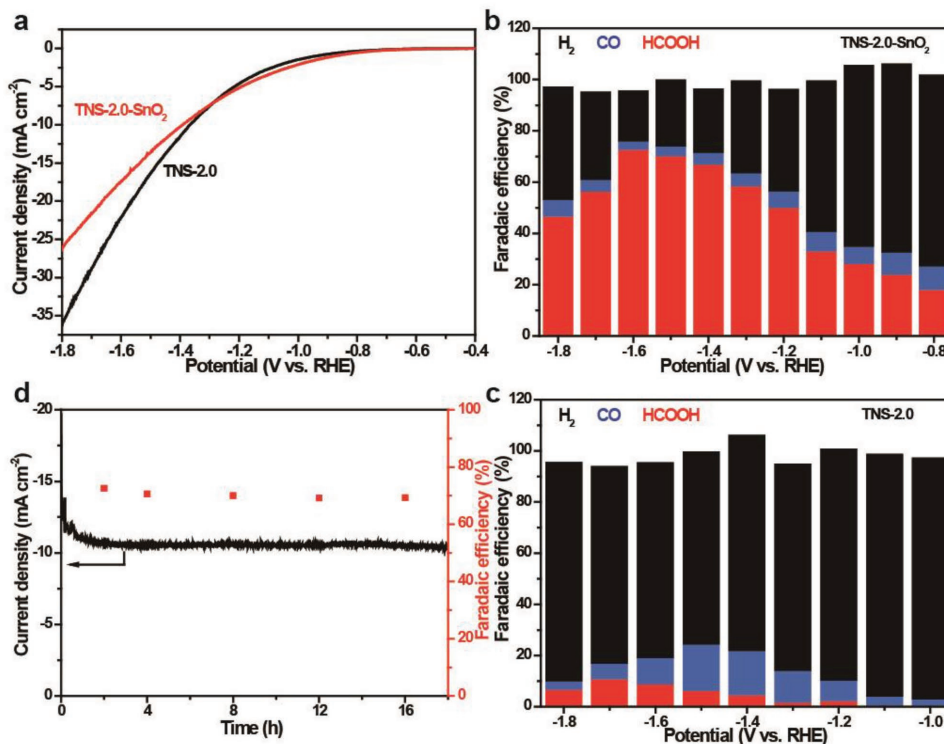 a
0
-5
-10
-15
-20
-25
-30
-35
Current density (mA cm-2)
TNS-2.0-SnO2
TNS-2.0
-1.8 -1.6 -1.4 -1.2 -1.0 -0.8 -0.6 -0.4
Potential (V vs. RHE)
b
120
100
80
60
40
20
0
Faradaic efficiency (%)
H2 CO HCOOH TNS-2.0-SnO2
-1.8 -1.6 -1.4 -1.2 -1.0 -0.8
Potential (V vs. RHE)
d
-20
-15
-10
-5
0
Current density (mA cm-2)
100
80
60
40
20
0
Faradaic efficiency (%)
0 4 8 12 16
Time (h)
c
120
100
80
60
40
20
0
Faradaic efficiency (%)
H2 CO HCOOH TNS-2.0
-1.8 -1.6 -1.4 -1.2 -1.0
Potential (V vs. RHE)